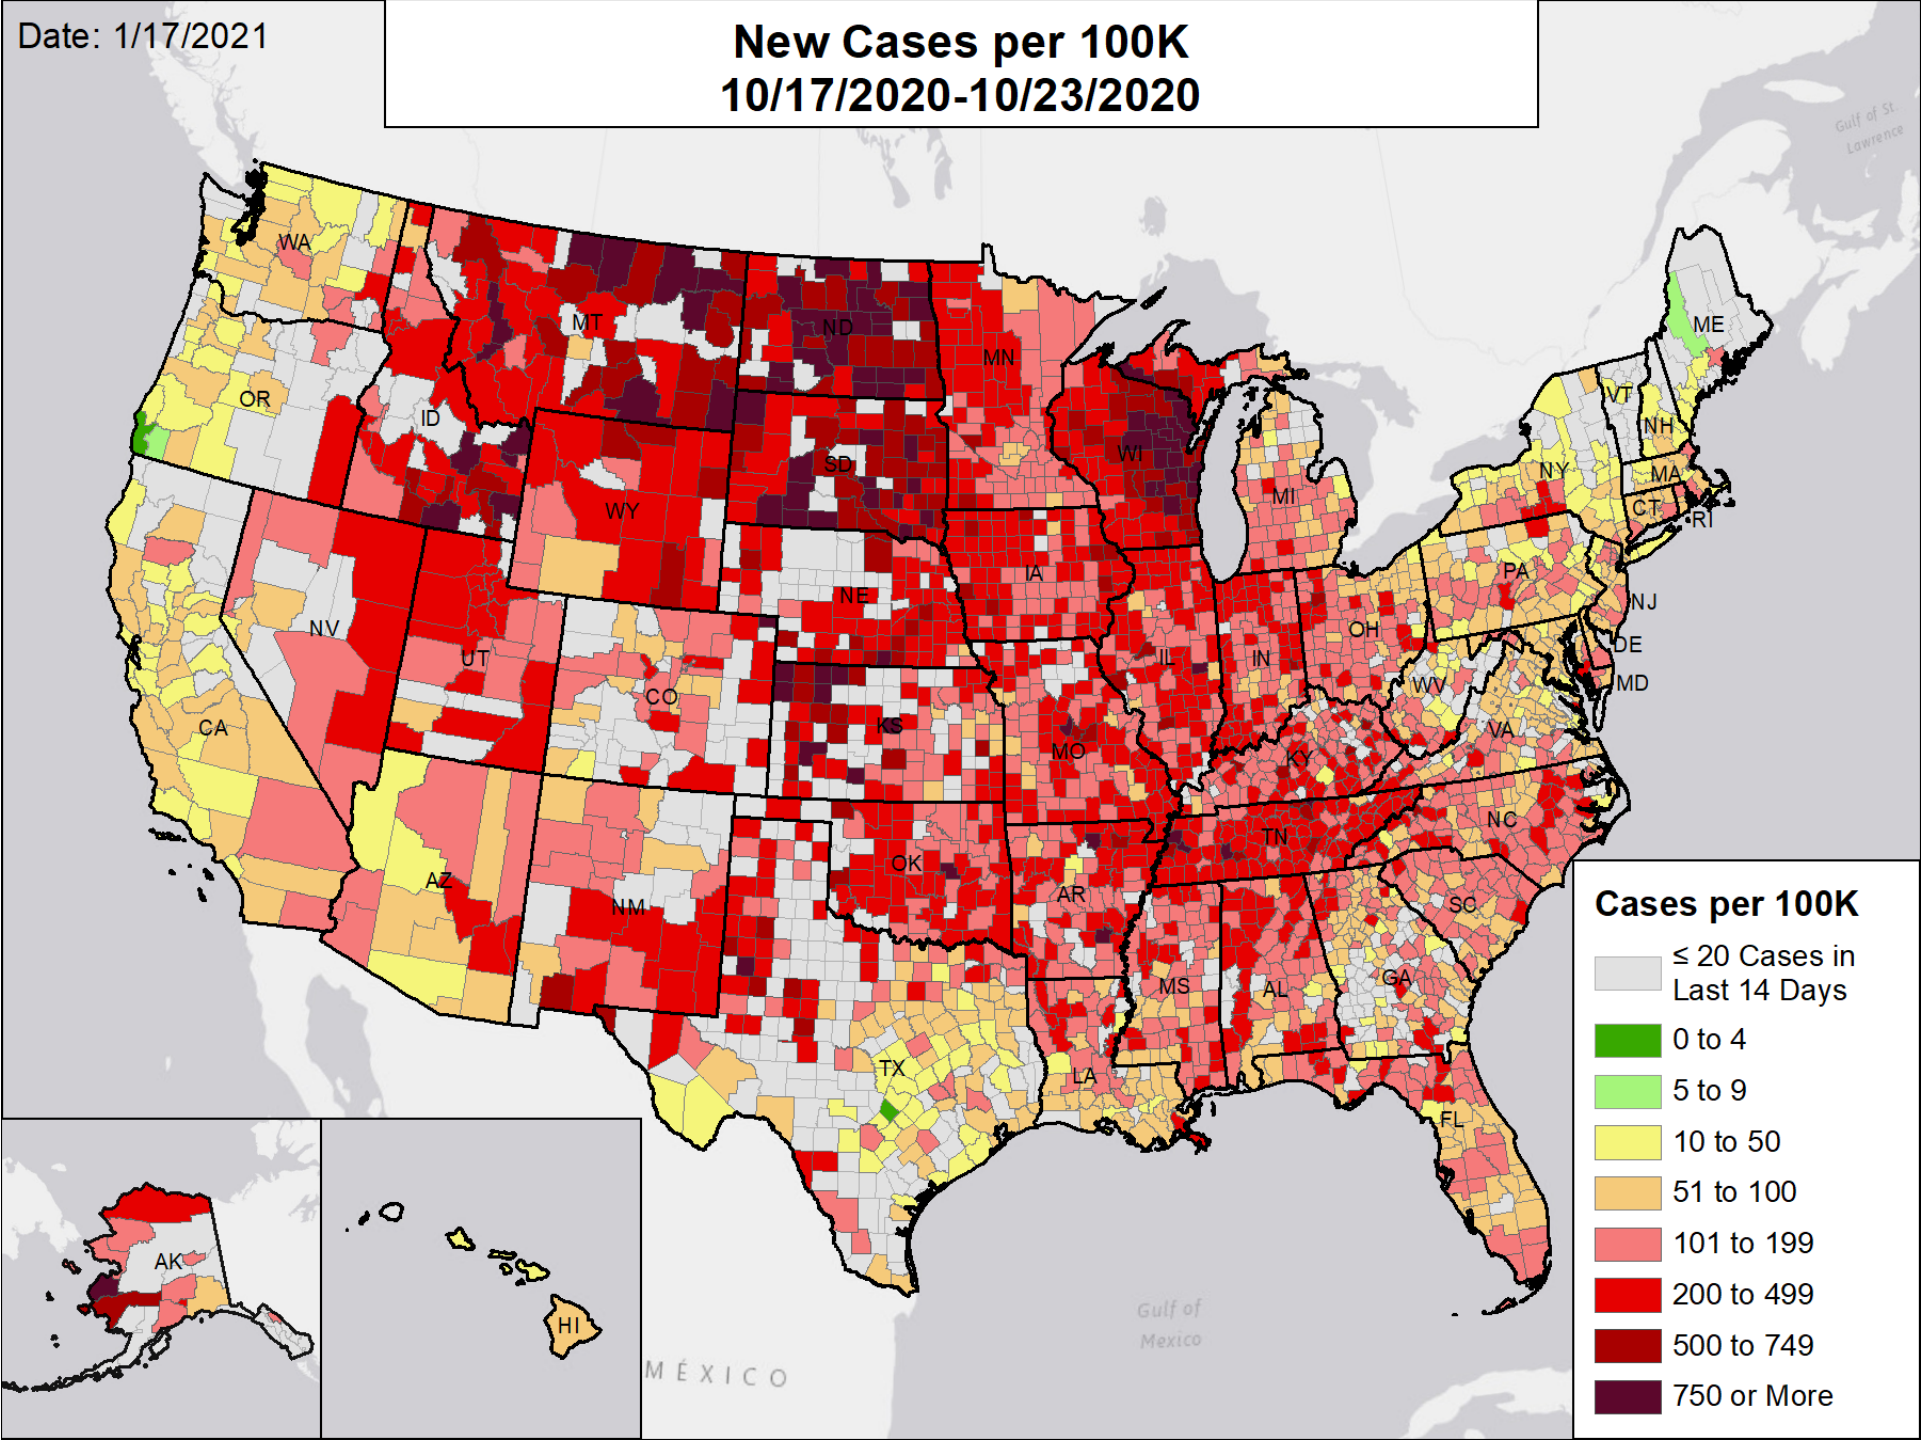 Date: 1/17/2021
New Cases per 100K
10/17/2020-10/23/2020
Gulf of St.
Lawrence
WA
MT
ND
MN
ME
OR
ID
VT
NH
WI
SD
NY
MA
MI
WY
CT
RI
IA
PA
NE
NJ
NV
OH
UT
IL
IN
DE
CO
WV
MD
CA
KS
VA
MO
KY
NC
TN
OK
AZ
AR
NM
SC
GA
MS
AL
TX
LA
FL
AK
HI
Gulf of
Mexico
MÉXICO
Cases per 100K
≤ 20 Cases in
Last 14 Days
0 to 4
5 to 9
10 to 50
51 to 100
101 to 199
200 to 499
500 to 749
750 or More